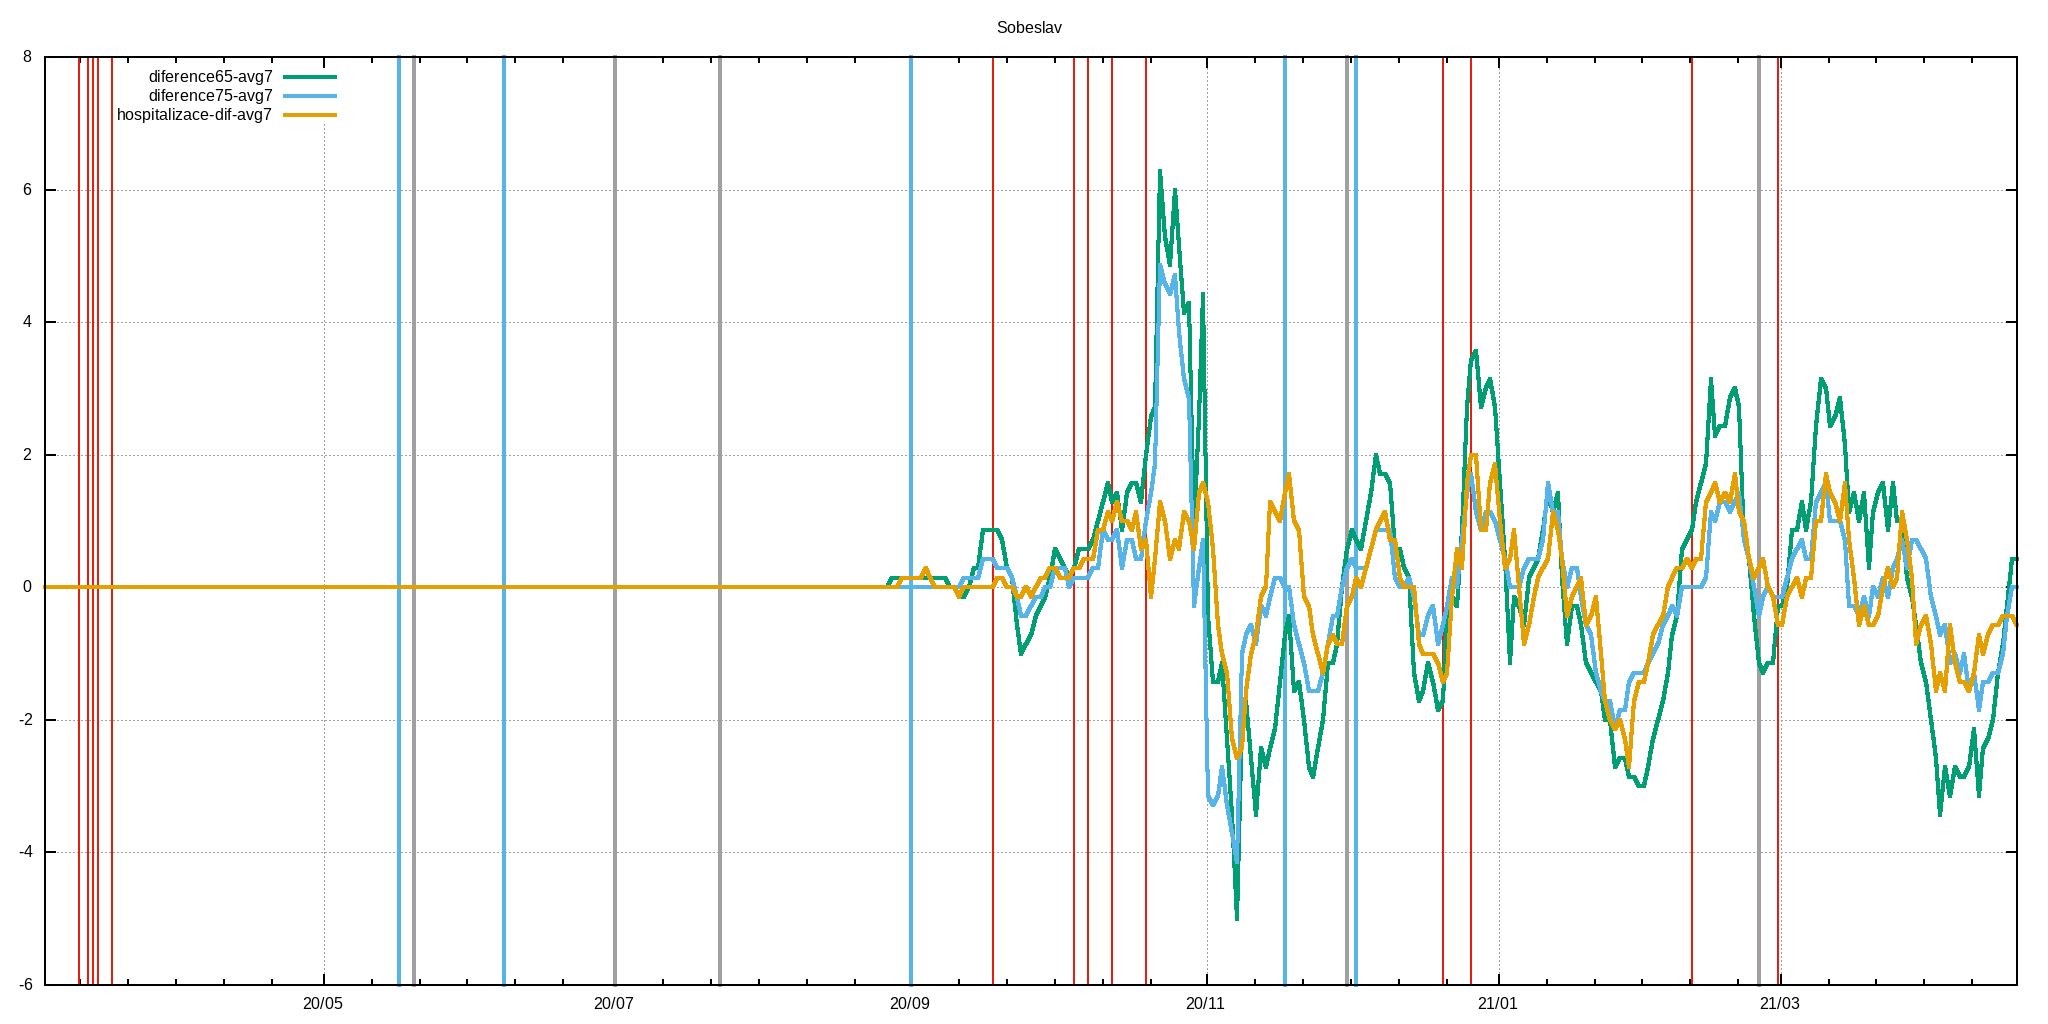 Sobeslav
diference65-avg7
diference75-avg7
hospitalizace-dif-avg7
8
6
4
2
0
-2
-4
-6
20/05 20/07 20/09 20/11 21/01 21/03